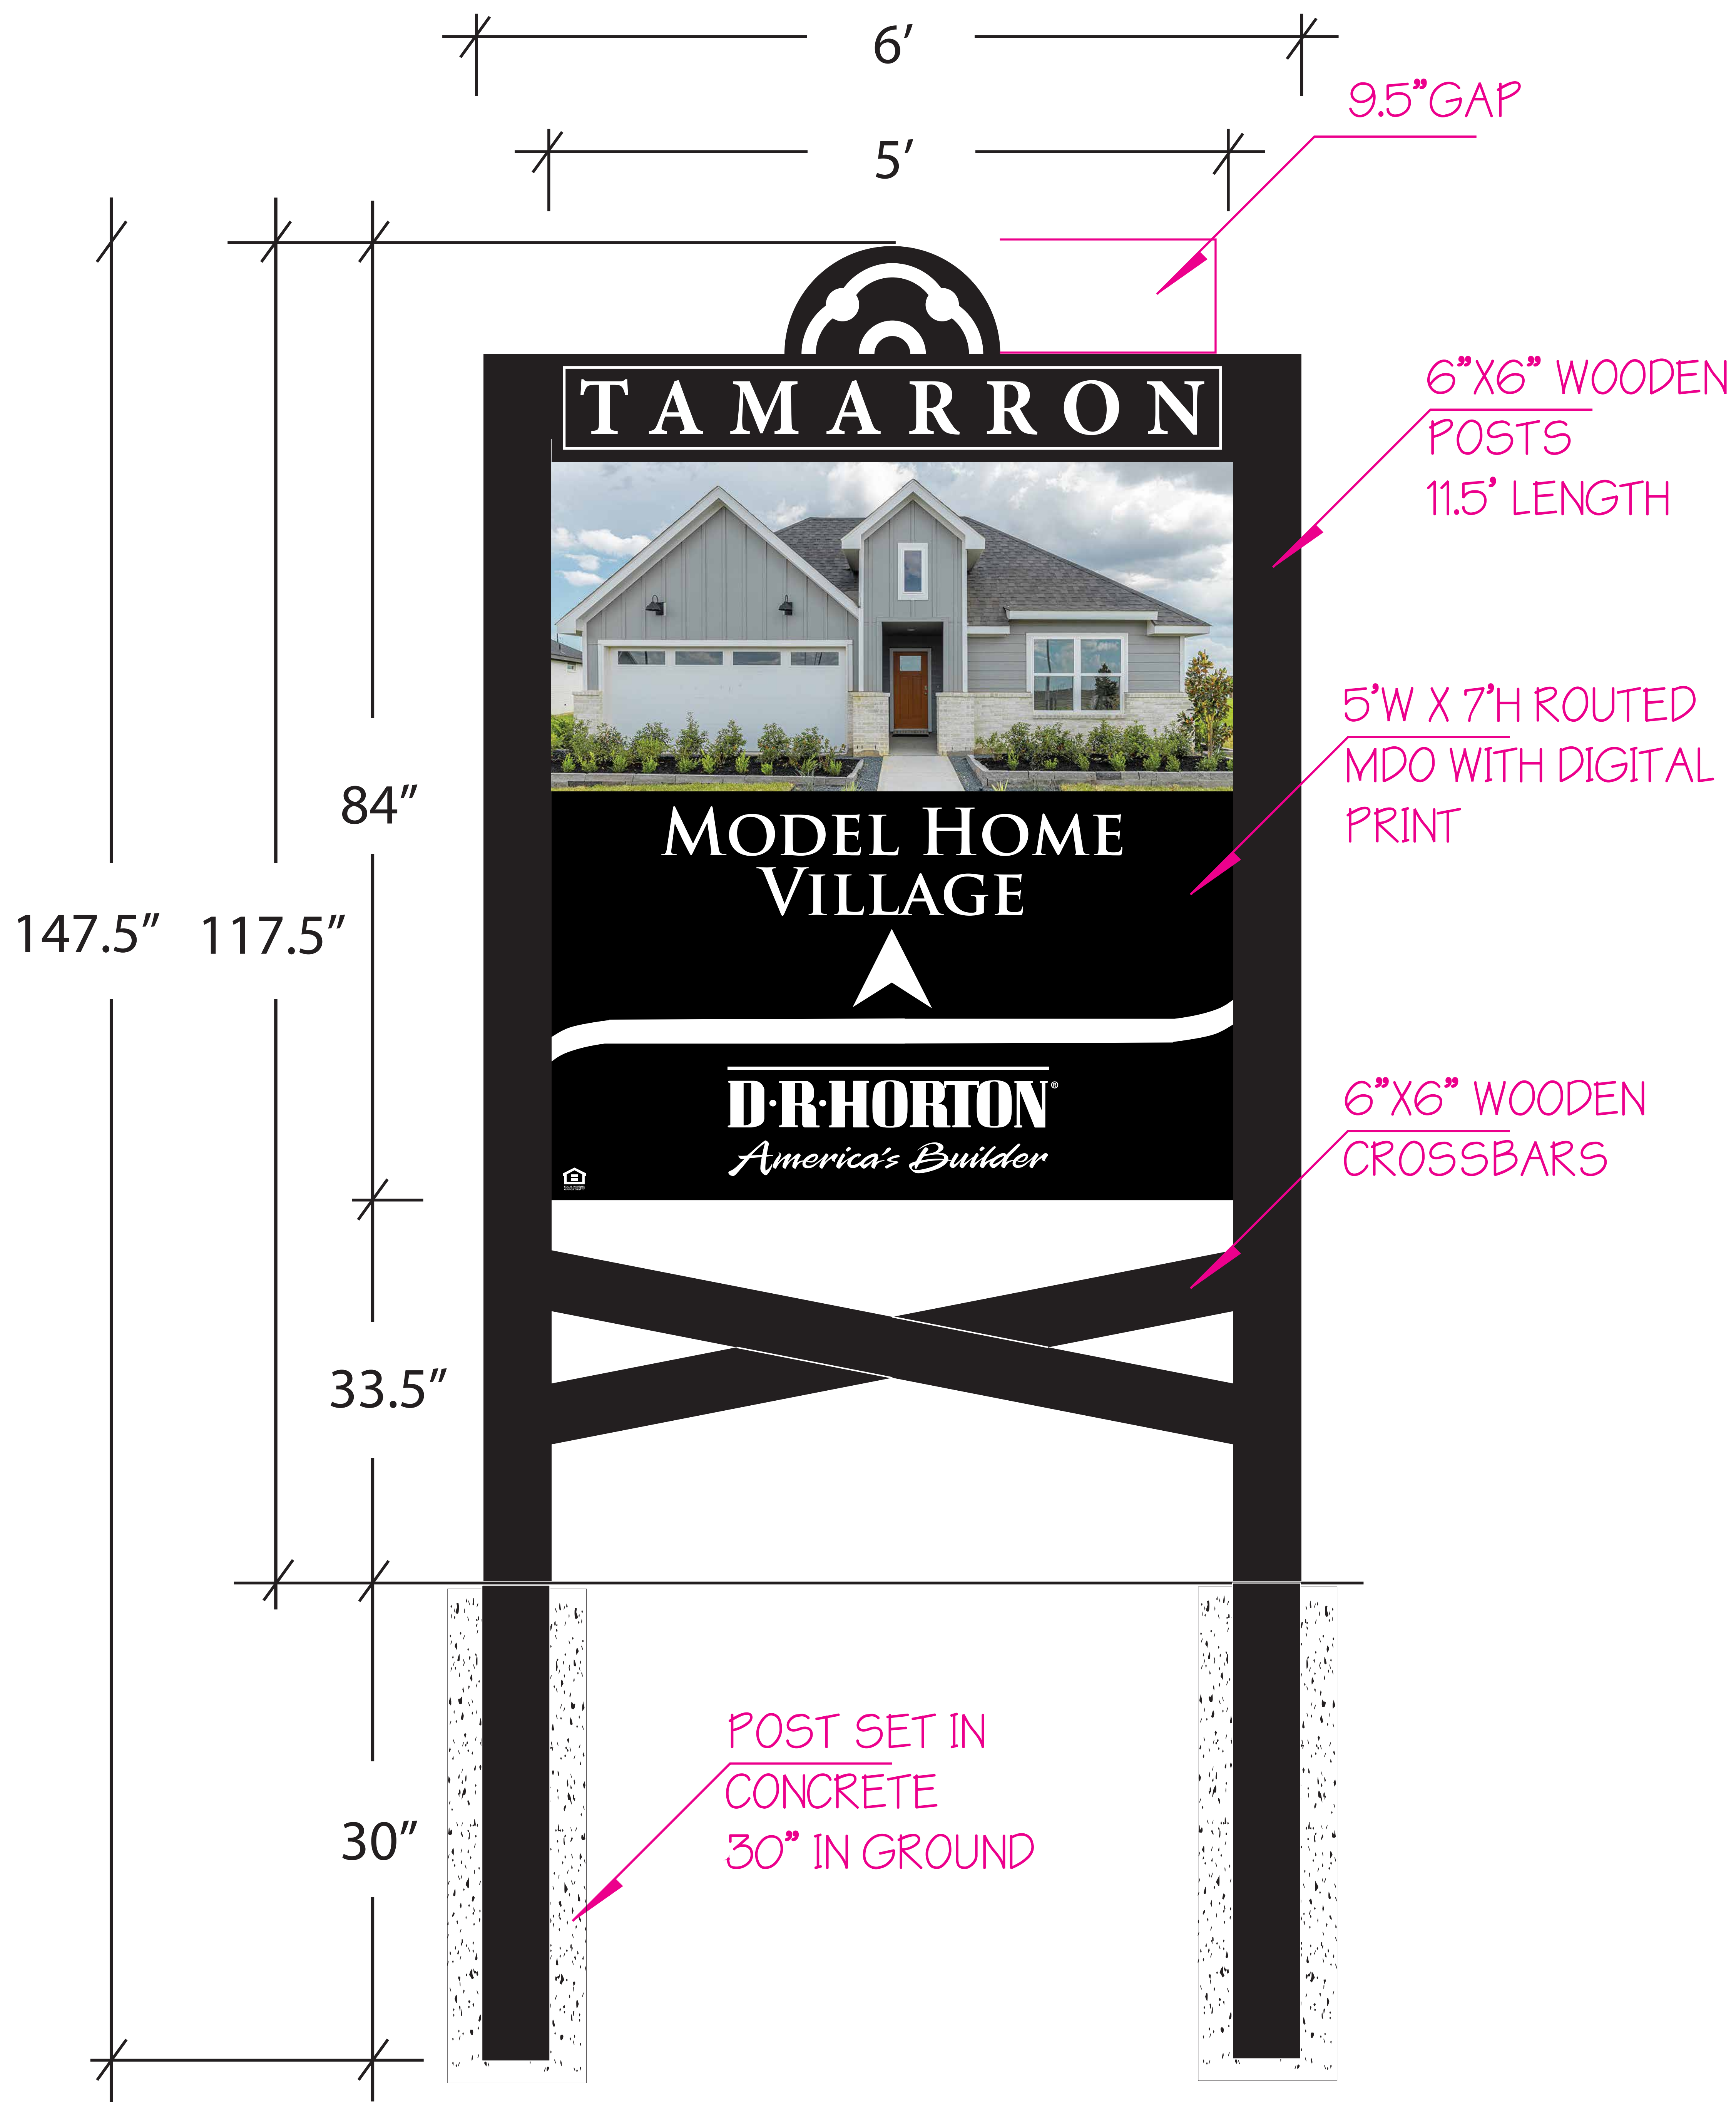 6’
9.5”GAP
5’
6”X6” WOODEN
POSTS
11.5’ LENGTH
TAMARRON
5’W X 7’H ROUTED
MDO WITH DIGITAL
PRINT
84”
MODEL HOME
VILLAGE
147.5”
117.5”
D·R·HORTON®
America's Builder
6”X6” WOODEN
CROSSBARS
33.5”
POST SET IN
CONCRETE
30” IN GROUND
30”